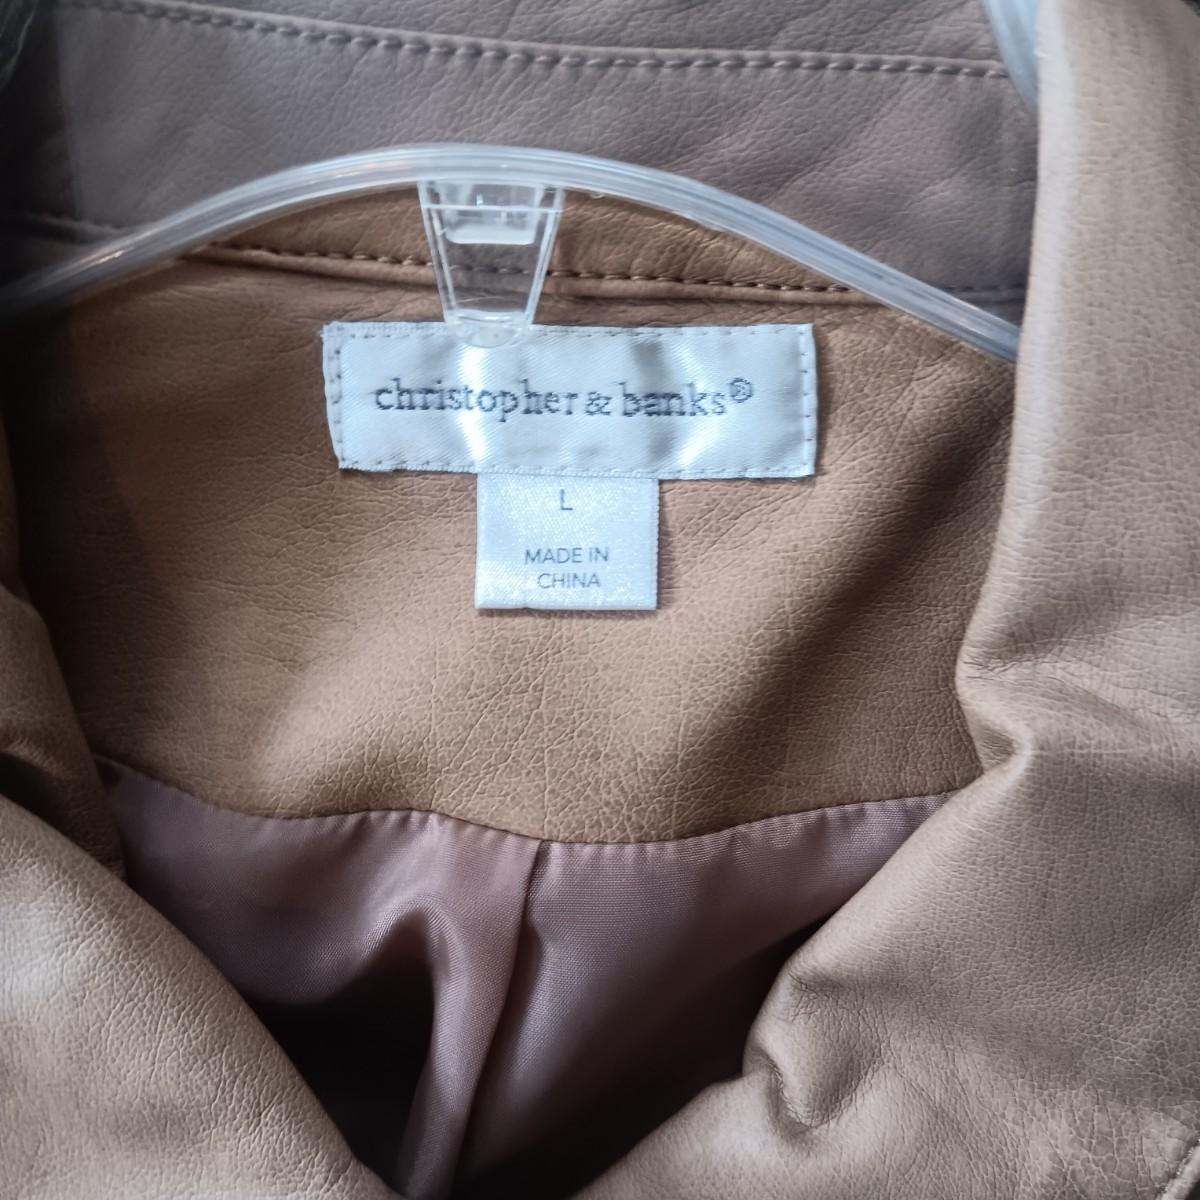 christopher & banks®
L
MADE IN
CHINA